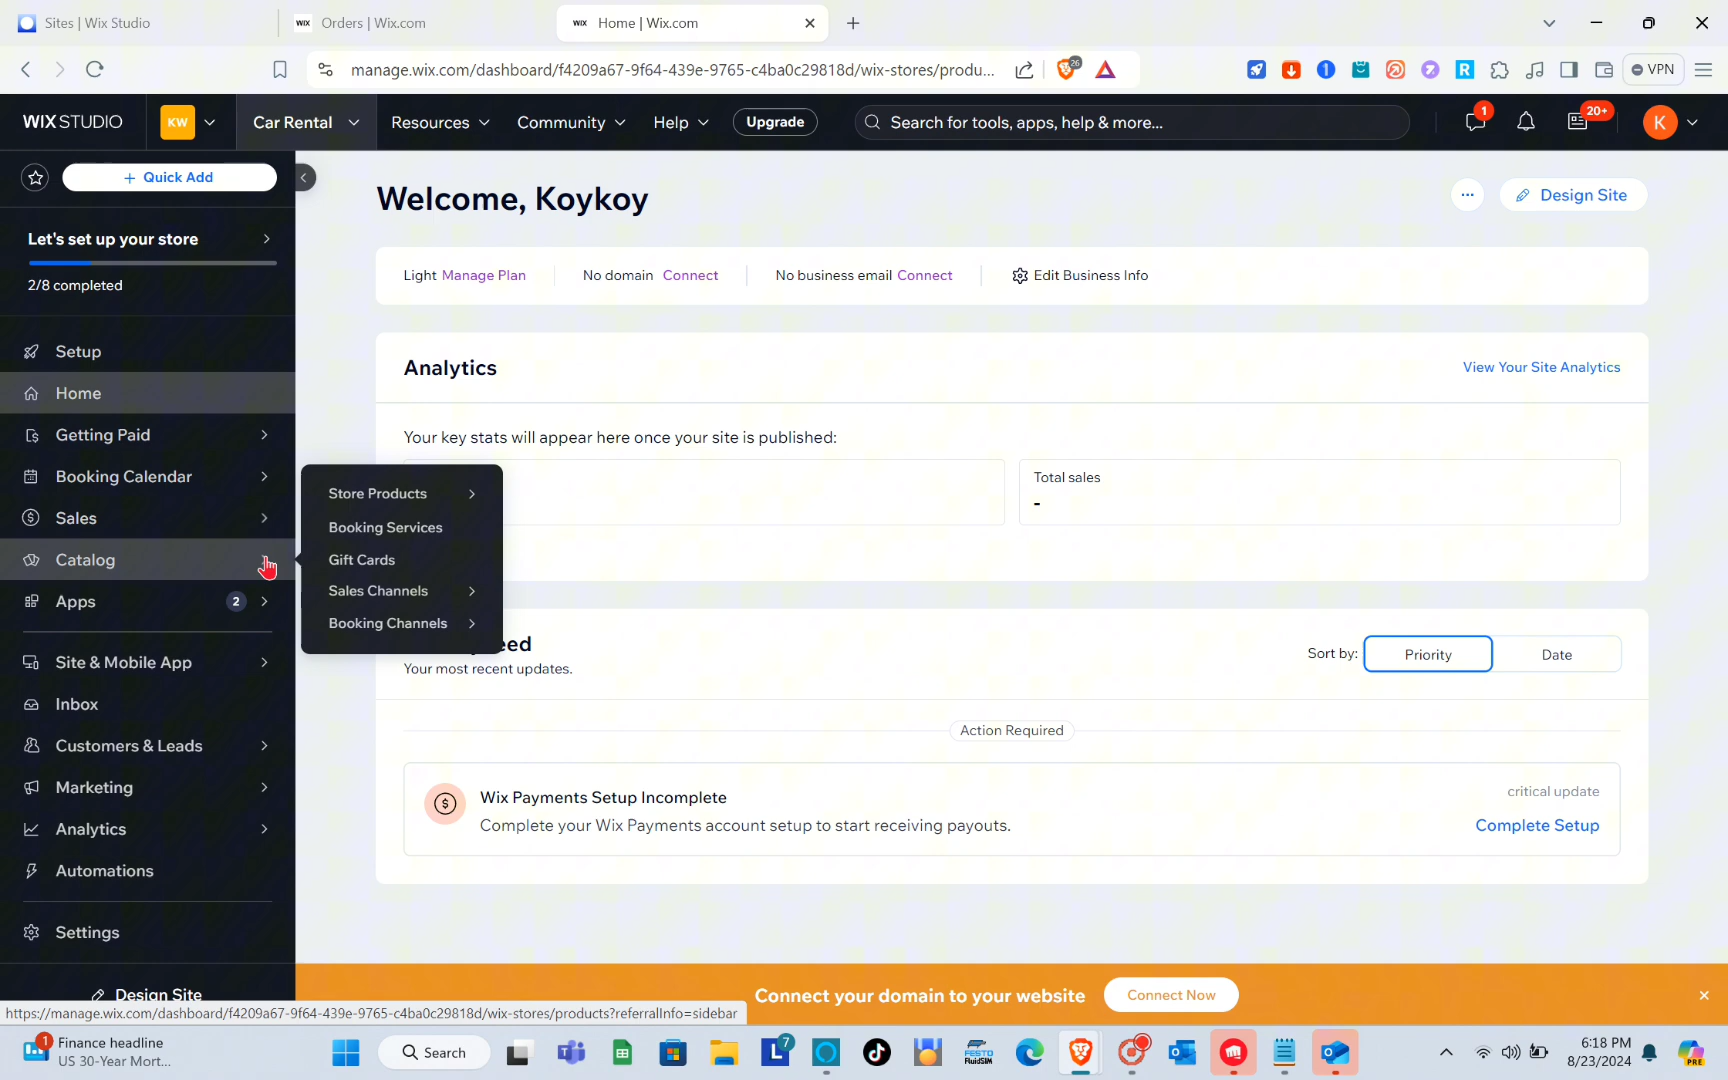 Sites | Wix Studio
WIX Orders | Wix.com
WIX Home | Wix.com
manage.wix.com/dashboard/f4209a67-9f64-439e-9765-c4ba0c29818d/wix-stores/produ...
26
VPN
WIX STUDIO
KW
Car Rental
Resources
Community
Help
Upgrade
Search for tools, apps, help & more...
1
20+
K
+ Quick Add
Let's set up your store
2/8 completed
Setup
Home
Getting Paid
Booking Calendar
Sales
Catalog
Apps 2
Site & Mobile App
Inbox
Customers & Leads
Marketing
Analytics
Automations
Settings
Design Site
Store Products
Booking Services
Gift Cards
Sales Channels
Booking Channels
Welcome, Koykoy
Design Site
Light Manage Plan
No domain Connect
No business email Connect
Edit Business Info
Analytics
View Your Site Analytics
Your key stats will appear here once your site is published:
Total sales
-
Your most recent updates.
Sort by: Priority Date
Action Required
Wix Payments Setup Incomplete
Complete your Wix Payments account setup to start receiving payouts.
critical update
Complete Setup
Connect your domain to your website
Connect Now
https://manage.wix.com/dashboard/f4209a67-9f64-439e-9765-c4ba0c29818d/wix-stores/products?referralInfo=sidebar
1
Finance headline
US 30-Year Mort...
Search
L 7
FESTO
FluidSIM
6:18 PM
8/23/2024
PRE